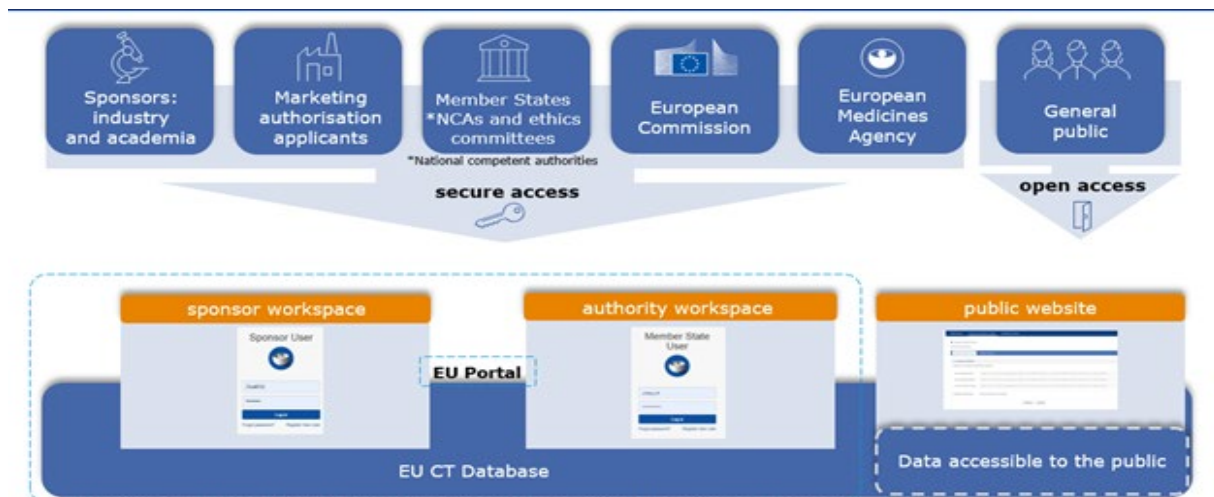 Sponsors:
industry
and academia
Marketing
authorisation
applicants
Member States
*NCAs and ethics
committees
European
Commission
European
Medicines
Agency
General
public
*National competent authorities
secure access
open access
sponsor workspace
authority workspace
public website
Sponsor User
Member State
User
EU Portal
EU CT Database
Data accessible to the public